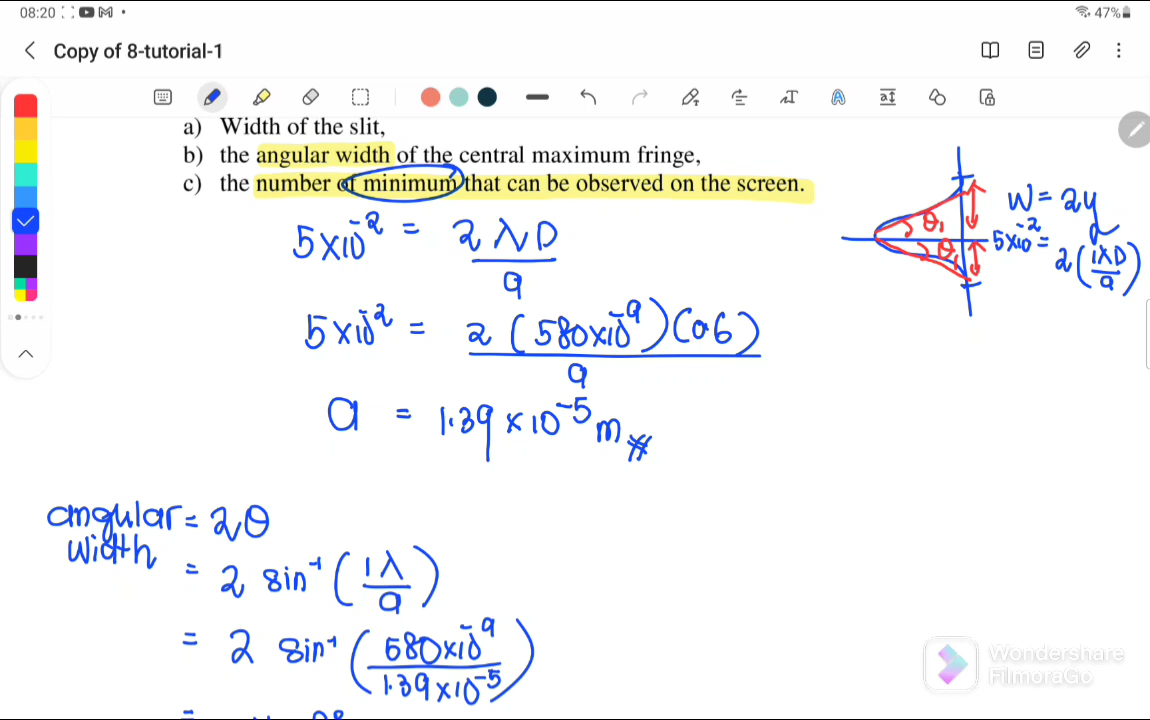 08:20
47%
Copy of 8-tutorial-1
a) Width of the slit,
b) the angular width of the central maximum fringe,
c) the number of minimum that can be observed on the screen.
5×10⁻² = 2λD / a
5×10⁻² = 2(580×10⁻⁹)(0.6) / a
a = 1.39 × 10⁻⁵ m #
W = 2y
5×10⁻² = 2(1λD / a)
θ₁
θ₁
angular width = 2θ
= 2 sin⁻¹ (1λ / a)
= 2 sin⁻¹ (580×10⁻⁹ / 1.39×10⁻⁵)
=
Wondershare
FilmoraGo